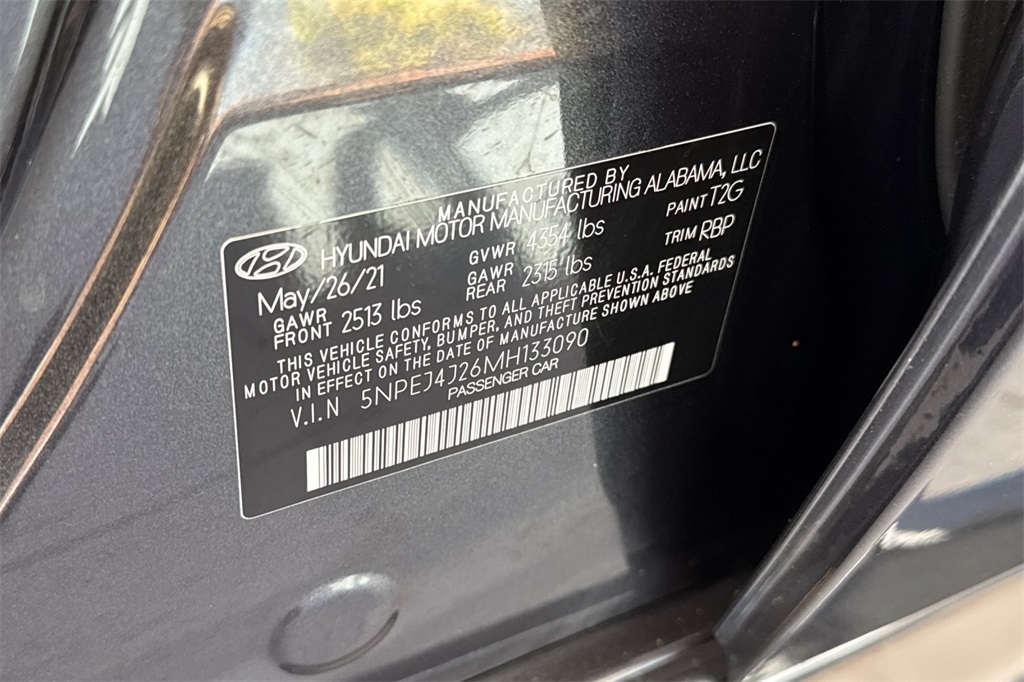 MANUFACTURED BY
HYUNDAI MOTOR MANUFACTURING ALABAMA, LLC
May/26/21 GVWR 4354 lbs PAINT T2G
GAWR FRONT 2513 lbs GAWR REAR 2315 lbs TRIM RBP
THIS VEHICLE CONFORMS TO ALL APPLICABLE U.S.A. FEDERAL
MOTOR VEHICLE SAFETY, BUMPER, AND THEFT PREVENTION STANDARDS
IN EFFECT ON THE DATE OF MANUFACTURE SHOWN ABOVE
V.I.N 5NPEJ4J26MH133090
PASSENGER CAR